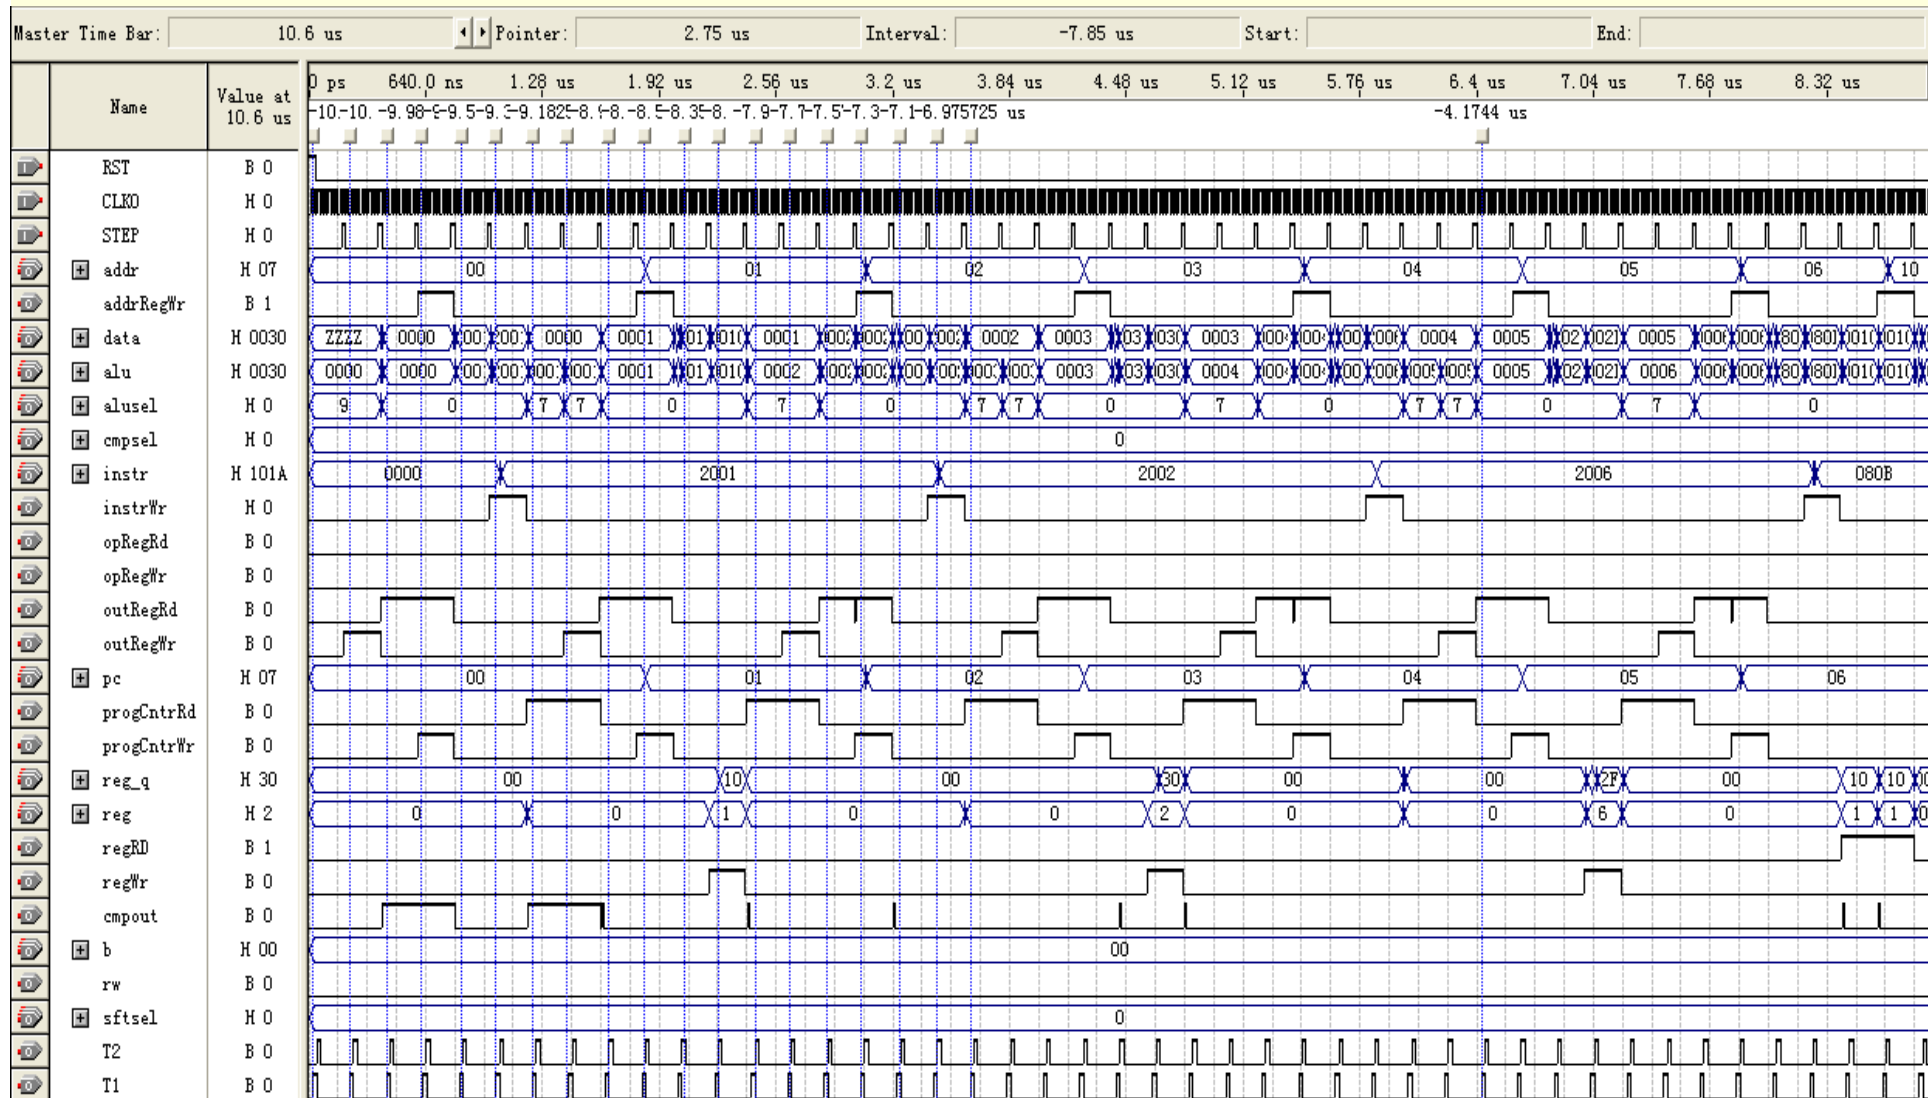 Master Time Bar: 10.6 us Pointer: 2.75 us Interval: -7.85 us Start: End:
Name Value at 10.6 us
0 ps 640.0 ns 1.28 us 1.92 us 2.56 us 3.2 us 3.84 us 4.48 us 5.12 us 5.76 us 6.4 us 7.04 us 7.68 us 8.32 us
-6.975725 us -4.1744 us
RST B 0
CLK0 H 0
STEP H 0
addr H 07 00 01 02 03 04 05 06 10
addrRegWr B 1
data H 0030 ZZZZ 0000 0000 0001 0001 0002 0003 0003 0004 0005 0005
alu H 0030 0000 0000 0001 0002 0003 0004 0005 0006
alusel H 0 9 0 7 7 0 7 0 7 7 0 7 0 7 7 0 7 0
cmpsel H 0 0
instr H 101A 0000 2001 2002 2006 080B
instrWr H 0
opRegRd B 0
opRegWr B 0
outRegRd B 0
outRegWr B 0
pc H 07 00 01 02 03 04 05 06
progCntrRd B 0
progCntrWr B 0
reg_q H 30 00 10 00 30 00 00 2F 00 10 10
reg H 2 0 0 1 0 0 2 0 0 6 0 1 1 0
regRD B 1
regWr B 0
cmpout B 0
b H 00 00
rw B 0
sftsel H 0 0
T2 B 0
T1 B 0